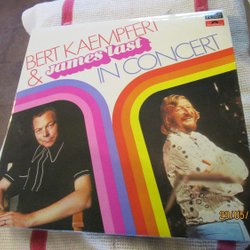 BERT KAEMPFERT
& James Last
IN CONCERT